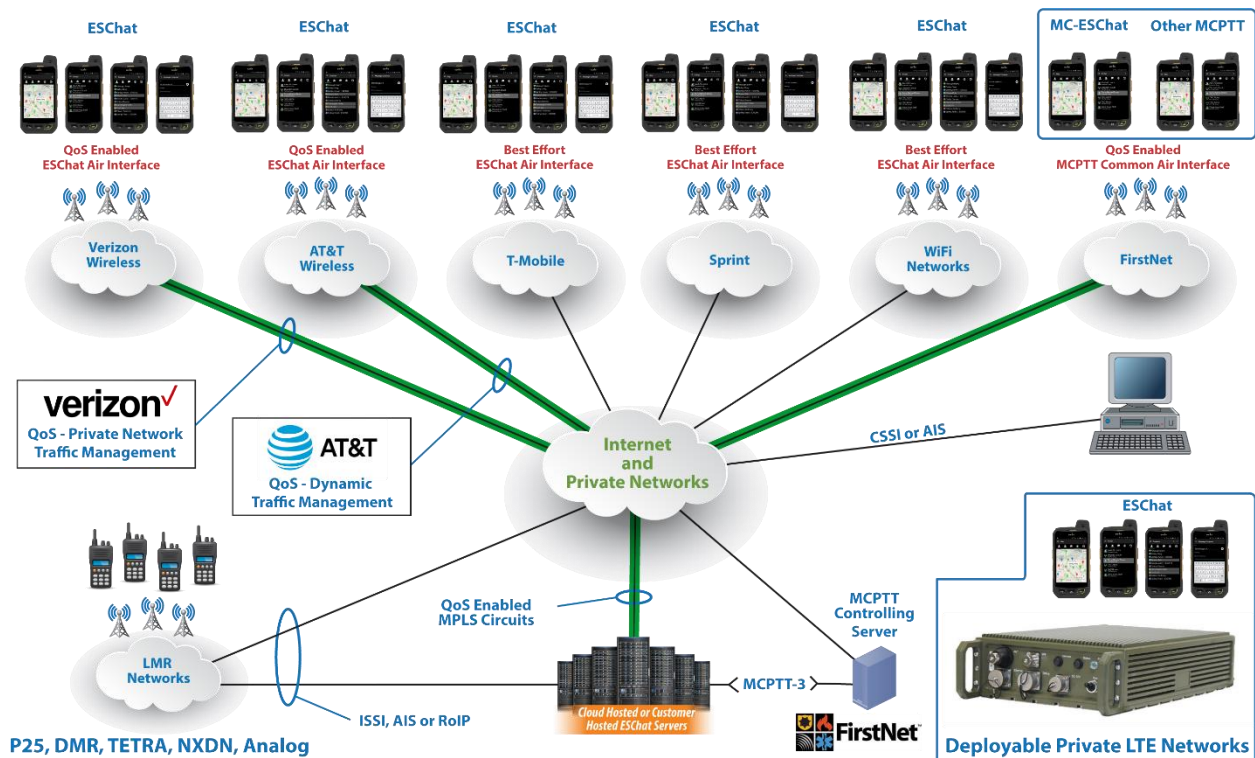 ESChat
ESChat
ESChat
ESChat
ESChat
MC-ESChat
Other MCPTT
QoS Enabled
ESChat Air Interface
QoS Enabled
ESChat Air Interface
Best Effort
ESChat Air Interface
Best Effort
ESChat Air Interface
Best Effort
ESChat Air Interface
QoS Enabled
MCPTT Common Air Interface
Verizon
Wireless
AT&T
Wireless
T-Mobile
Sprint
WiFi
Networks
FirstNet
verizon
QoS - Private Network
Traffic Management
AT&T
QoS - Dynamic
Traffic Management
Internet
and
Private Networks
CSSI or AIS
ESChat
QoS Enabled
MPLS Circuits
MCPTT
Controlling
Server
LMR
Networks
MCPTT-3
ISSI, AIS or RoIP
Cloud Hosted or Customer
Hosted ESChat Servers
FirstNet™
P25, DMR, TETRA, NXDN, Analog
Deployable Private LTE Networks